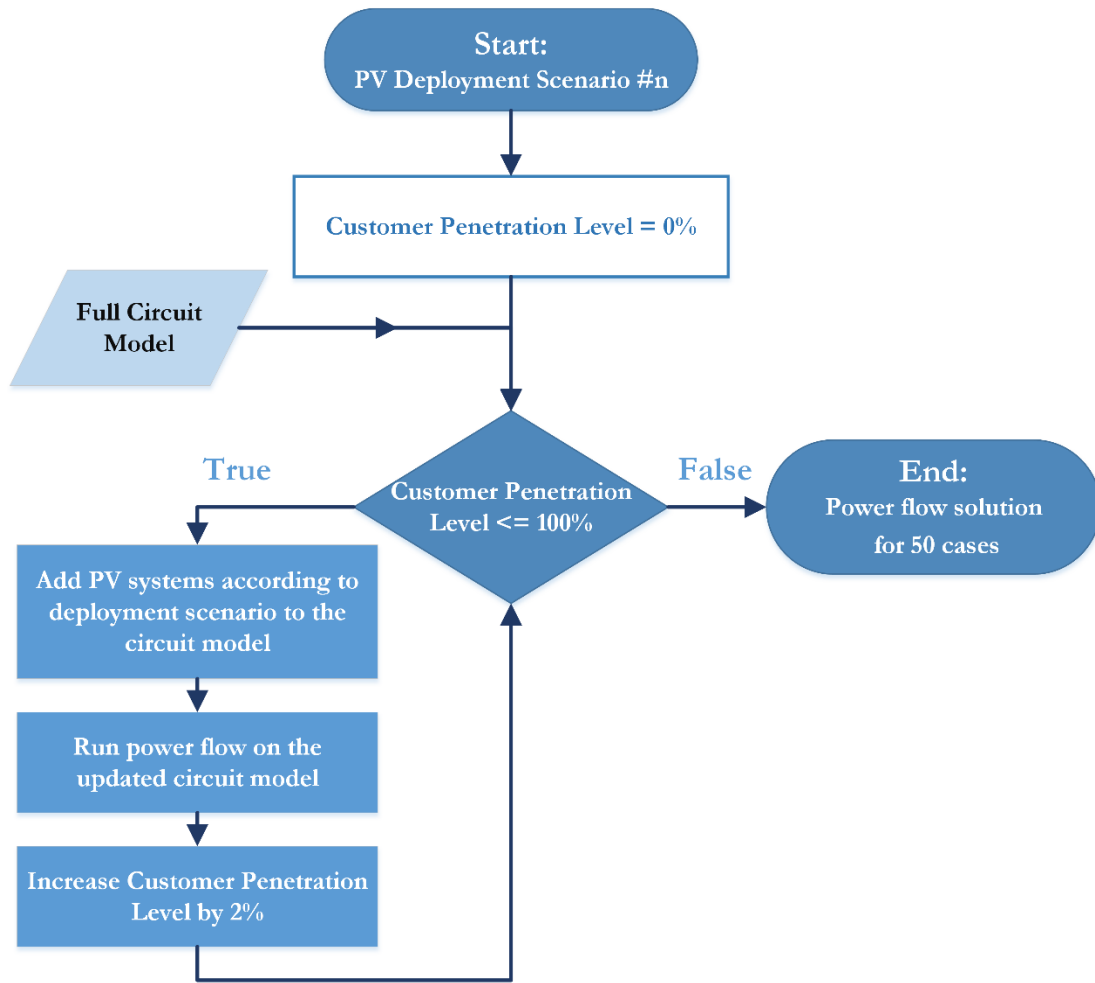 Start:
PV Deployment Scenario #n
Customer Penetration Level = 0%
Full Circuit
Model
True
Customer Penetration
Level <= 100%
False
End:
Power flow solution
for 50 cases
Add PV systems according to
deployment scenario to the
circuit model
Run power flow on the
updated circuit model
Increase Customer Penetration
Level by 2%